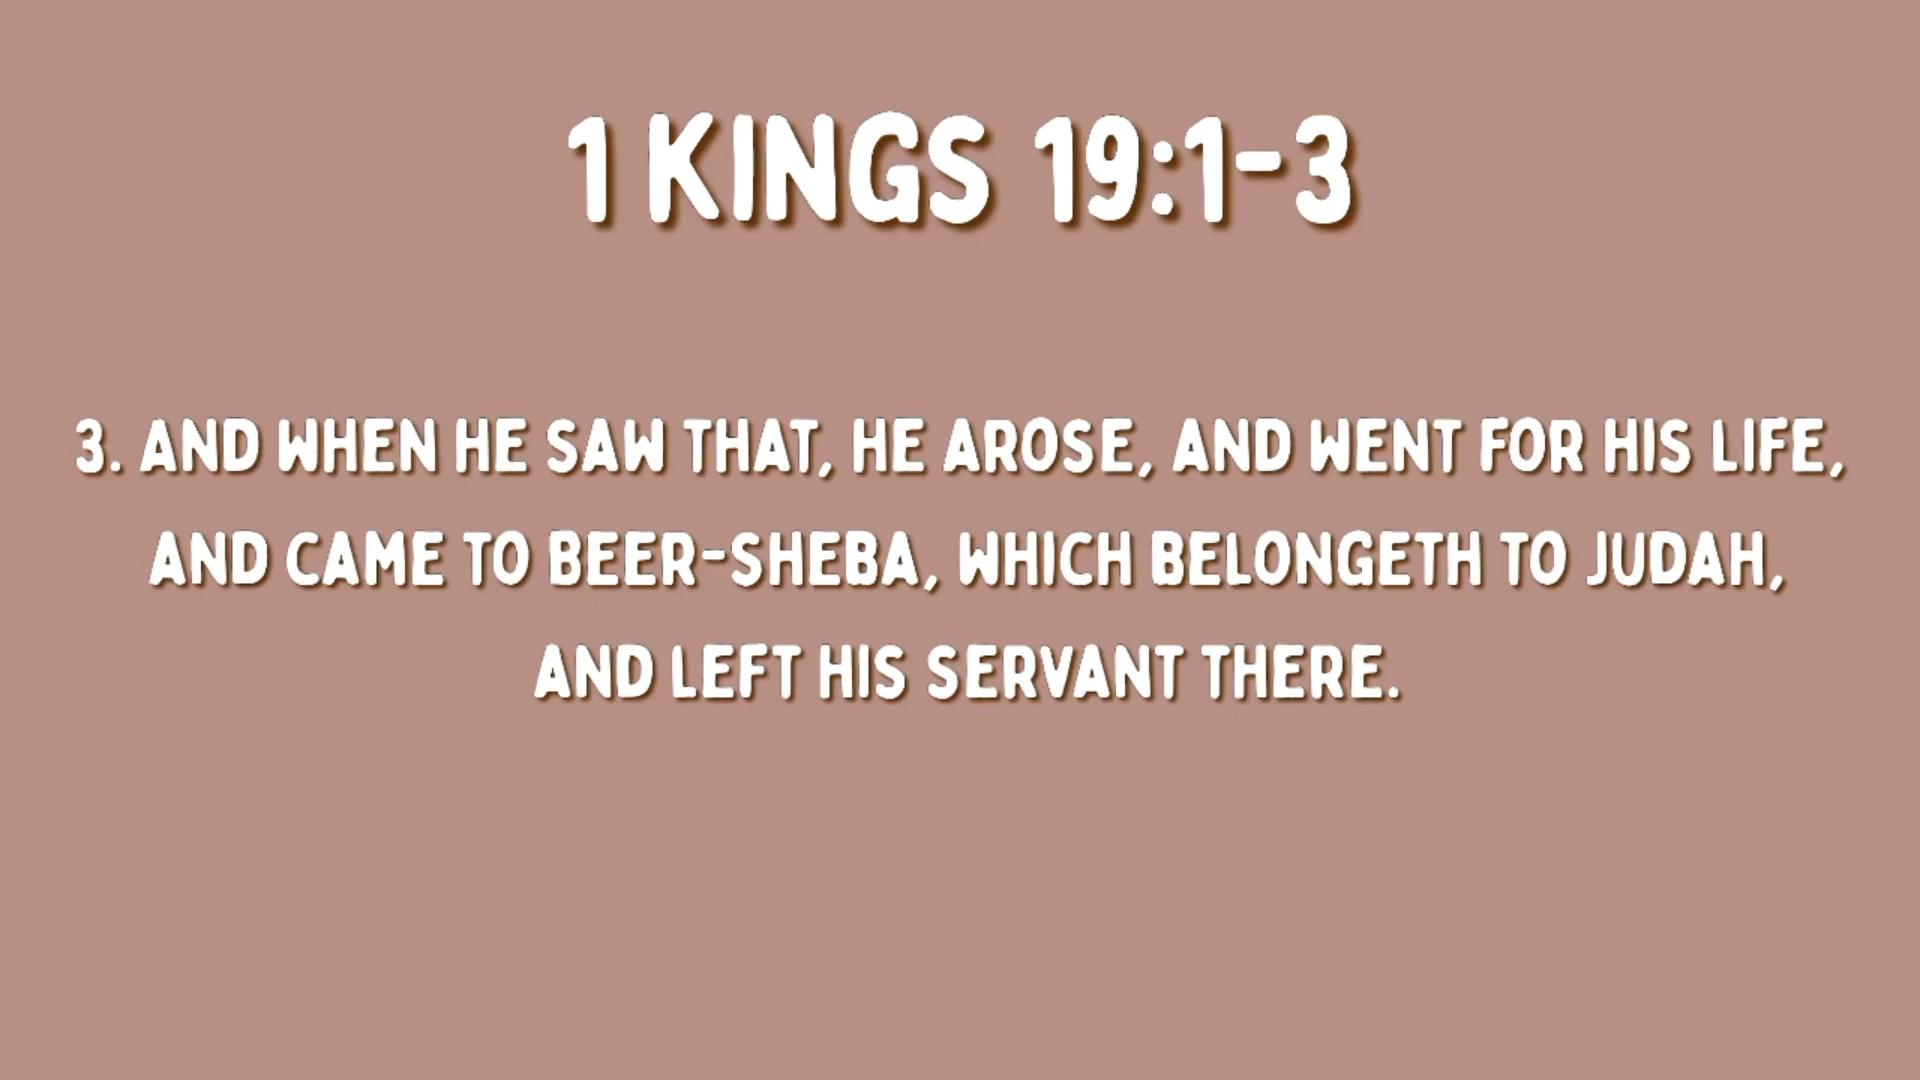 1 KINGS 19:1-3
3. AND WHEN HE SAW THAT, HE AROSE, AND WENT FOR HIS LIFE,
AND CAME TO BEER-SHEBA, WHICH BELONGETH TO JUDAH,
AND LEFT HIS SERVANT THERE.